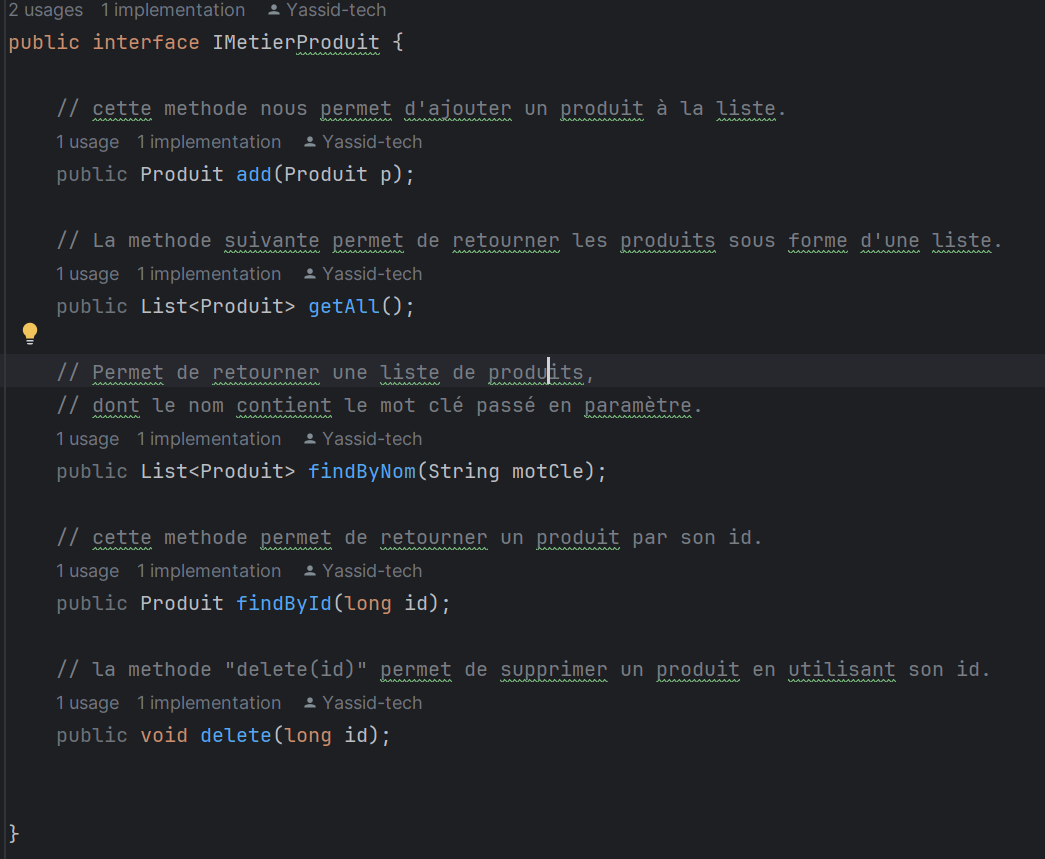 2 usages 1 implementation Yassid-tech
public interface IMetierProduit {
// cette methode nous permet d'ajouter un produit à la liste.
1 usage 1 implementation Yassid-tech
public Produit add(Produit p);
// La methode suivante permet de retourner les produits sous forme d'une liste.
1 usage 1 implementation Yassid-tech
public List<Produit> getAll();
// Permet de retourner une liste de produits,
// dont le nom contient le mot clé passé en paramètre.
1 usage 1 implementation Yassid-tech
public List<Produit> findByNom(String motCle);
// cette methode permet de retourner un produit par son id.
1 usage 1 implementation Yassid-tech
public Produit findById(long id);
// la methode "delete(id)" permet de supprimer un produit en utilisant son id.
1 usage 1 implementation Yassid-tech
public void delete(long id);
}